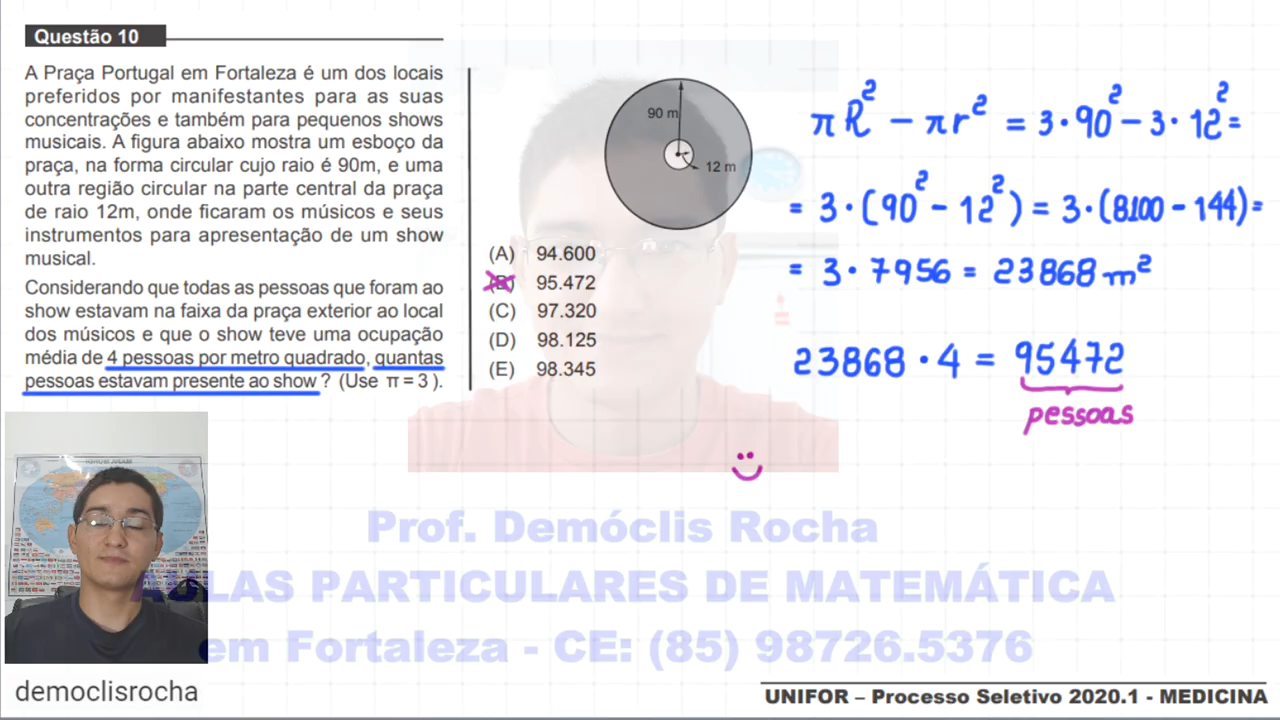 Questão 10
A Praça Portugal em Fortaleza é um dos locais
preferidos por manifestantes para as suas
concentrações e também para pequenos shows
musicais. A figura abaixo mostra um esboço da
praça, na forma circular cujo raio é 90m, e uma
outra região circular na parte central da praça
de raio 12m, onde ficaram os músicos e seus
instrumentos para apresentação de um show
musical.
Considerando que todas as pessoas que foram ao
show estavam na faixa da praça exterior ao local
dos músicos e que o show teve uma ocupação
média de 4 pessoas por metro quadrado, quantas
pessoas estavam presente ao show ? (Use π = 3 ).
90 m
12 m
(A) 94.600
(B) 95.472
(C) 97.320
(D) 98.125
(E) 98.345
πR² − πr² = 3·90² − 3·12² =
= 3·(90² − 12²) = 3·(8100 − 144) =
= 3·7956 = 23868 m²
23868·4 = 95472
pessoas
Prof. Demóclis Rocha
AULAS PARTICULARES DE MATEMÁTICA
em Fortaleza - CE: (85) 98726.5376
democlisrocha
UNIFOR – Processo Seletivo 2020.1 - MEDICINA